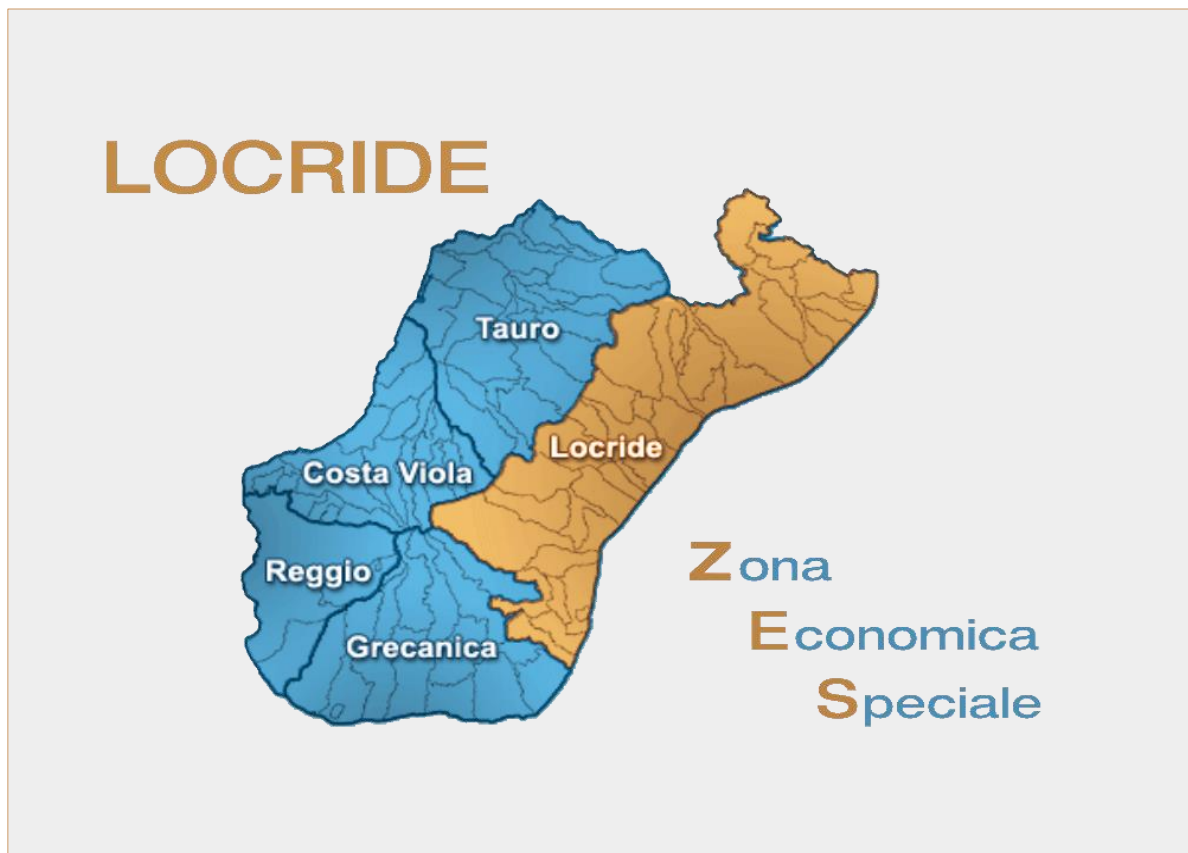 LOCRIDE
Tauro
Locride
Costa Viola
Reggio
Grecanica
Zona
Economica
Speciale